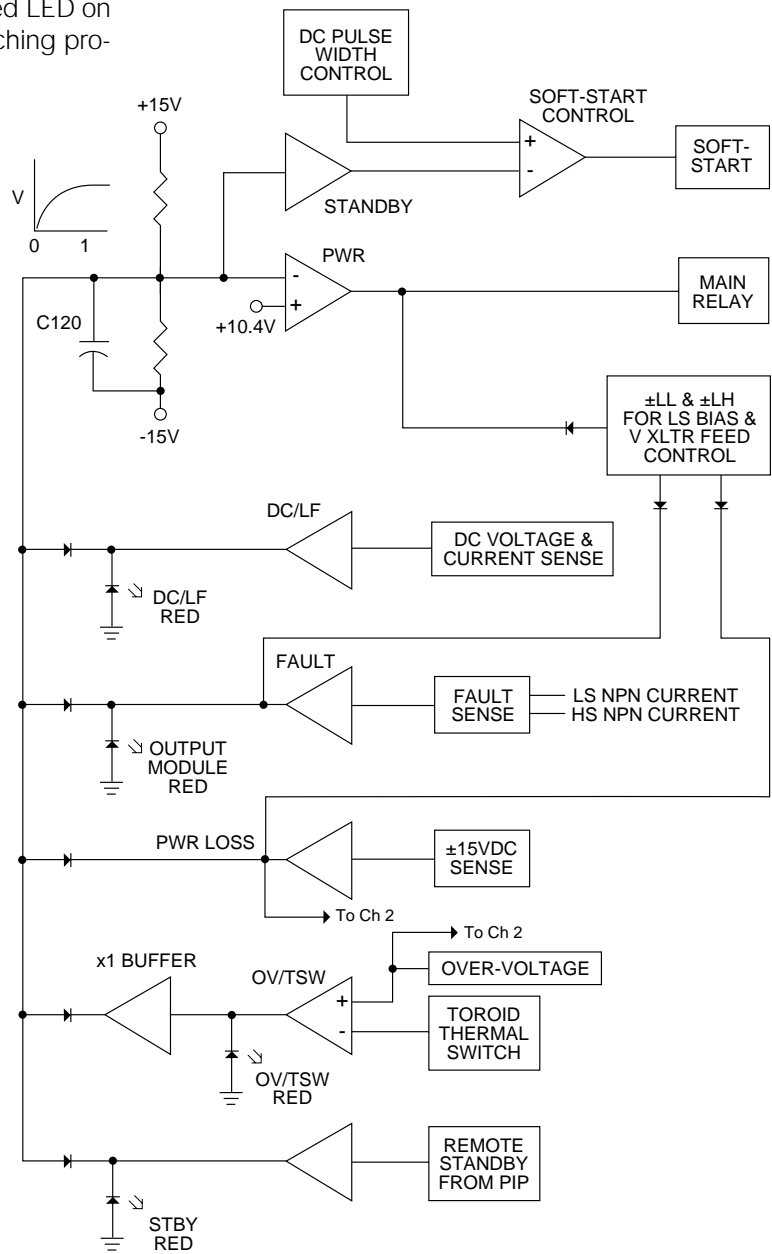 ed LED on
ching pro-
DC PULSE
WIDTH
CONTROL
SOFT-START
CONTROL
+15V
+
-
SOFT-
START
V
0 1
STANDBY
PWR
-
+
+10.4V
MAIN
RELAY
C120
-15V
±LL & ±LH
FOR LS BIAS &
V XLTR FEED
CONTROL
DC/LF
DC VOLTAGE &
CURRENT SENSE
DC/LF
RED
FAULT
FAULT
SENSE
LS NPN CURRENT
HS NPN CURRENT
OUTPUT
MODULE
RED
PWR LOSS
±15VDC
SENSE
To Ch 2
To Ch 2
x1 BUFFER
OV/TSW
+
-
OVER-VOLTAGE
TOROID
THERMAL
SWITCH
OV/TSW
RED
REMOTE
STANDBY
FROM PIP
STBY
RED